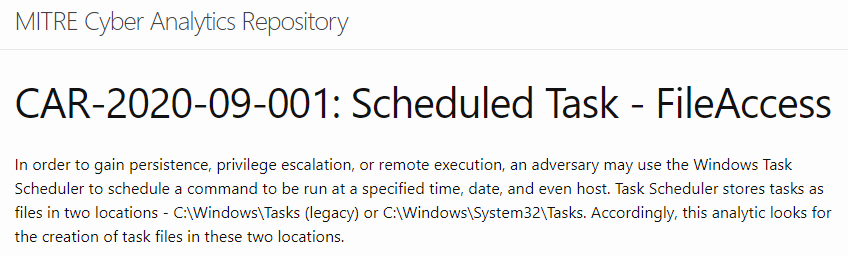 MITRE Cyber Analytics Repository
CAR-2020-09-001: Scheduled Task - FileAccess
In order to gain persistence, privilege escalation, or remote execution, an adversary may use the Windows Task
Scheduler to schedule a command to be run at a specified time, date, and even host. Task Scheduler stores tasks as
files in two locations - C:\Windows\Tasks (legacy) or C:\Windows\System32\Tasks. Accordingly, this analytic looks for
the creation of task files in these two locations.